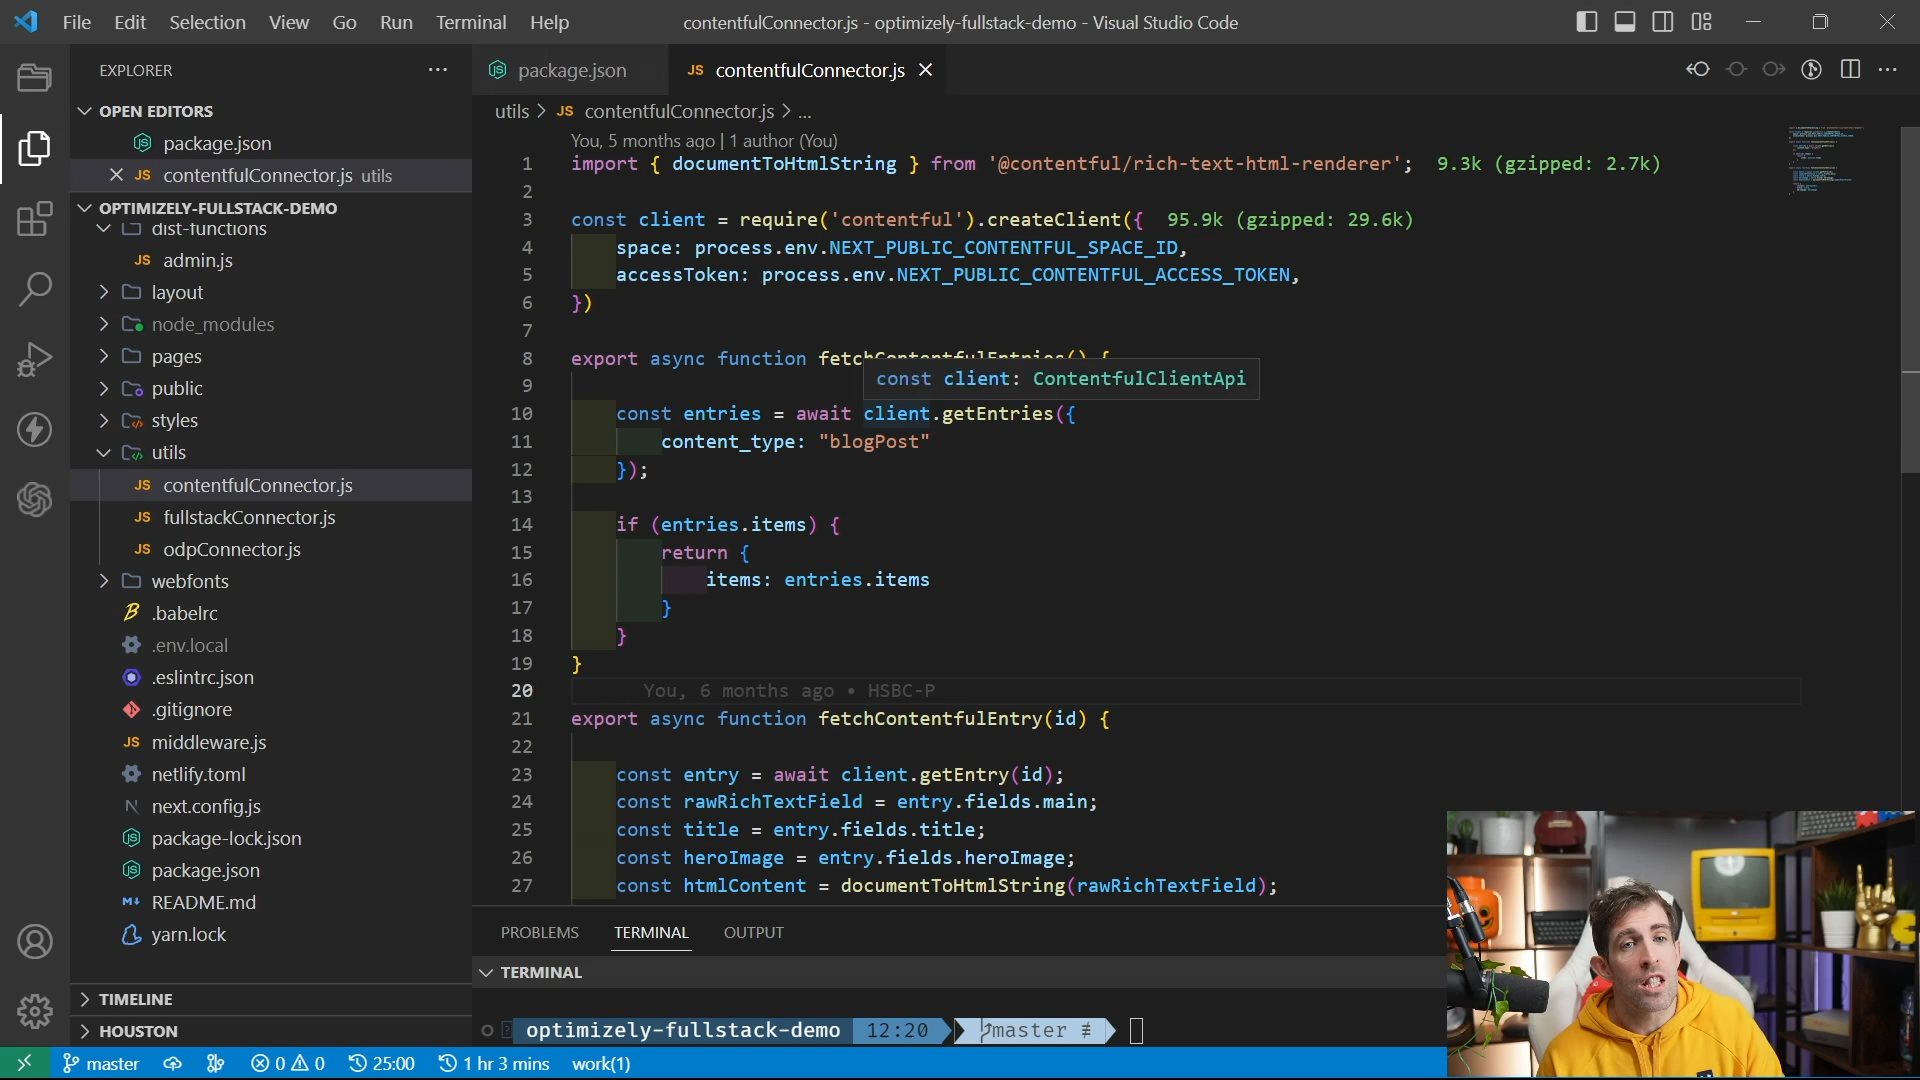 File Edit Selection View Go Run Terminal Help
contentfulConnector.js - optimizely-fullstack-demo - Visual Studio Code
EXPLORER
OPEN EDITORS
package.json
JS contentfulConnector.js utils
OPTIMIZELY-FULLSTACK-DEMO
dist-functions
JS admin.js
layout
node_modules
pages
public
styles
utils
JS contentfulConnector.js
JS fullstackConnector.js
JS odpConnector.js
webfonts
.babelrc
.env.local
.eslintrc.json
.gitignore
JS middleware.js
netlify.toml
N next.config.js
package-lock.json
package.json
M README.md
yarn.lock
TIMELINE
HOUSTON
package.json
JS contentfulConnector.js
utils > JS contentfulConnector.js > ...
You, 5 months ago | 1 author (You)
1 import { documentToHtmlString } from '@contentful/rich-text-html-renderer'; 9.3k (gzipped: 2.7k)
2
3 const client = require('contentful').createClient({ 95.9k (gzipped: 29.6k)
4 space: process.env.NEXT_PUBLIC_CONTENTFUL_SPACE_ID,
5 accessToken: process.env.NEXT_PUBLIC_CONTENTFUL_ACCESS_TOKEN,
6 })
7
8 export async function fetchContentfulEntries() {
const client: ContentfulClientApi
9
10 const entries = await client.getEntries({
11 content_type: "blogPost"
12 });
13
14 if (entries.items) {
15 return {
16 items: entries.items
17 }
18 }
19 }
20 You, 6 months ago • HSBC-P
21 export async function fetchContentfulEntry(id) {
22
23 const entry = await client.getEntry(id);
24 const rawRichTextField = entry.fields.main;
25 const title = entry.fields.title;
26 const heroImage = entry.fields.heroImage;
27 const htmlContent = documentToHtmlString(rawRichTextField);
PROBLEMS TERMINAL OUTPUT
TERMINAL
optimizely-fullstack-demo 12:20 master ≢
master 0 0 25:00 1 hr 3 mins work(1)